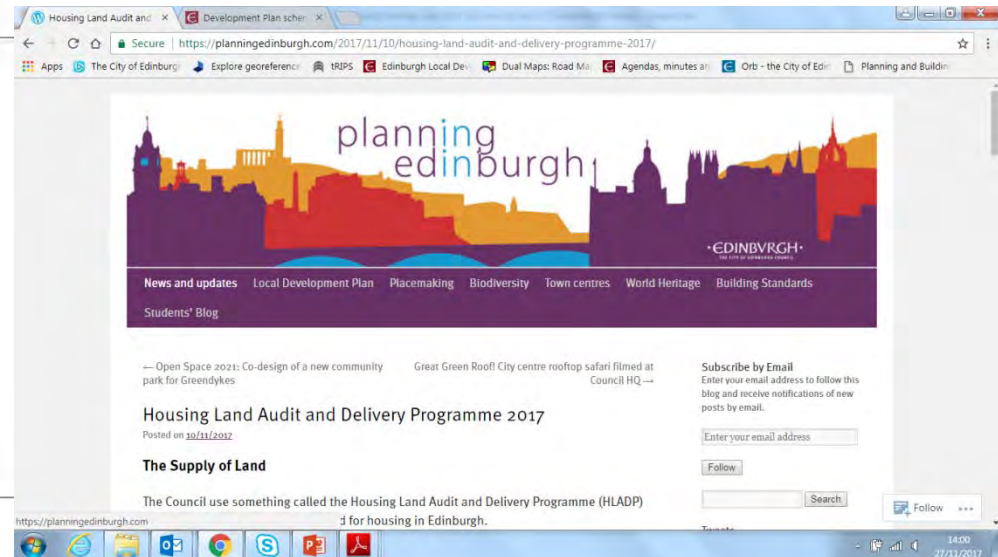 Housing Land Audit and
Development Plan scher
Secure | https://planningedinburgh.com/2017/11/10/housing-land-audit-and-delivery-programme-2017/
Apps The City of Edinburg Explore georeference tRIPS Edinburgh Local Dev Dual Maps: Road Ma Agendas, minutes an Orb - the City of Edin Planning and Buildin
planning
edinburgh
·EDINBVRGH·
THE CITY OF EDINBURGH COUNCIL
News and updates Local Development Plan Placemaking Biodiversity Town centres World Heritage Building Standards
Students' Blog
← Open Space 2021: Co-design of a new community
park for Greendykes
Great Green Roof! City centre rooftop safari filmed at
Council HQ →
Housing Land Audit and Delivery Programme 2017
Posted on 10/11/2017
The Supply of Land
The Council use something called the Housing Land Audit and Delivery Programme (HLADP)
d for housing in Edinburgh.
Subscribe by Email
Enter your email address to follow this
blog and receive notifications of new
posts by email.
Enter your email address
Follow
Search
Tweets
Follow
https://planningedinburgh.com
14:00
27/11/2017